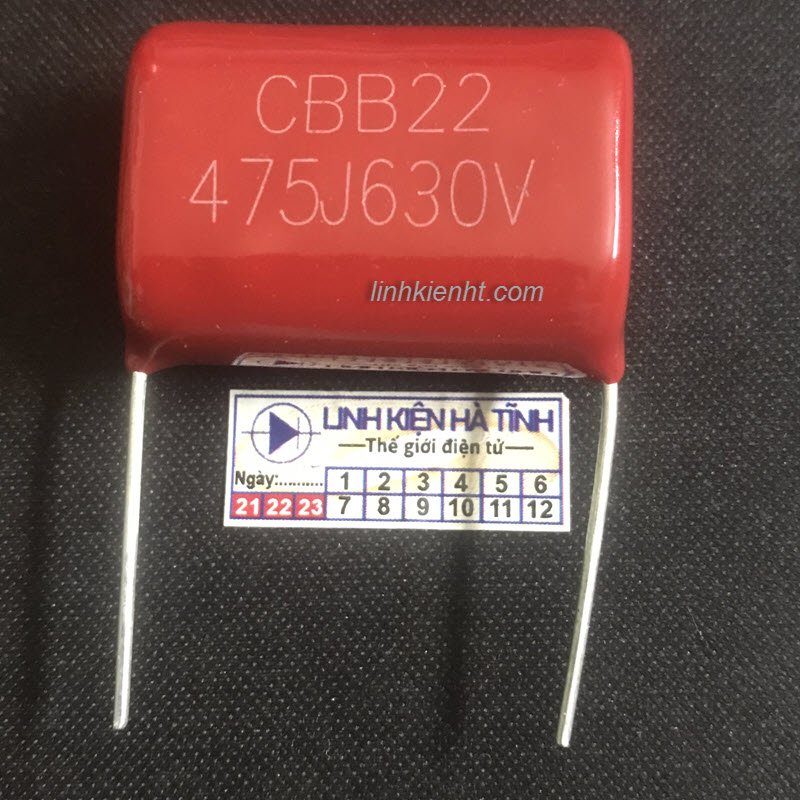 CBB22
475J630V
linhkienht.com
LINH KIỆN HÀ TĨNH
Thế giới điện tử
Ngày:.......... 1 2 3 4 5 6
21 22 23 7 8 9 10 11 12